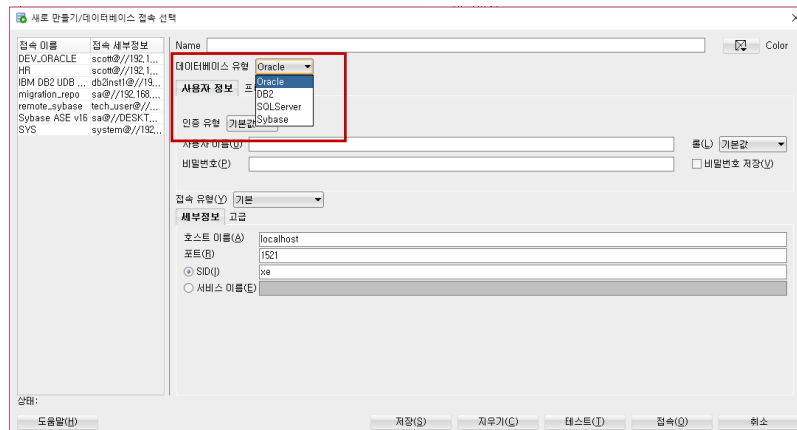 새로 만들기/데이터베이스 접속 선택
접속 이름 접속 세부정보
DEV_ORACLE scott@//192,1...
HR scott@//192,1...
IBM DB2 UDB ... db2inst1@//19...
migration_repo sa@//192,168,...
remote_sybase tech_user@//...
Sybase ASE v16 sa@//DESKT...
SYS system@//192...
Name
Color
데이터베이스 유형 Oracle
Oracle
DB2
SQLServer
Sybase
사용자 정보
인증 유형 기본값
사용자 이름(U)
롤(L) 기본값
비밀번호(P)
비밀번호 저장(V)
접속 유형(Y) 기본
세부정보 고급
호스트 이름(A) localhost
포트(R) 1521
SID(I) xe
서비스 이름(E)
상태:
도움말(H) 저장(S) 지우기(C) 테스트(T) 접속(O) 취소